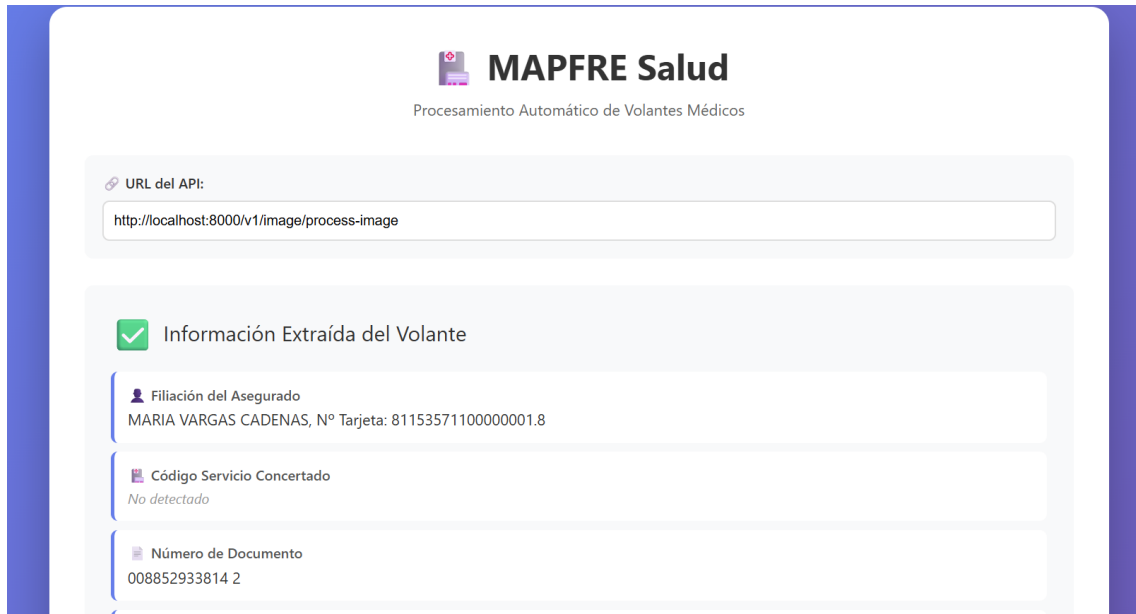 MAPFRE Salud
Procesamiento Automático de Volantes Médicos
URL del API:
http://localhost:8000/v1/image/process-image
Información Extraída del Volante
Filiación del Asegurado
MARIA VARGAS CADENAS, Nº Tarjeta: 81153571100000001.8
Código Servicio Concertado
No detectado
Número de Documento
008852933814 2